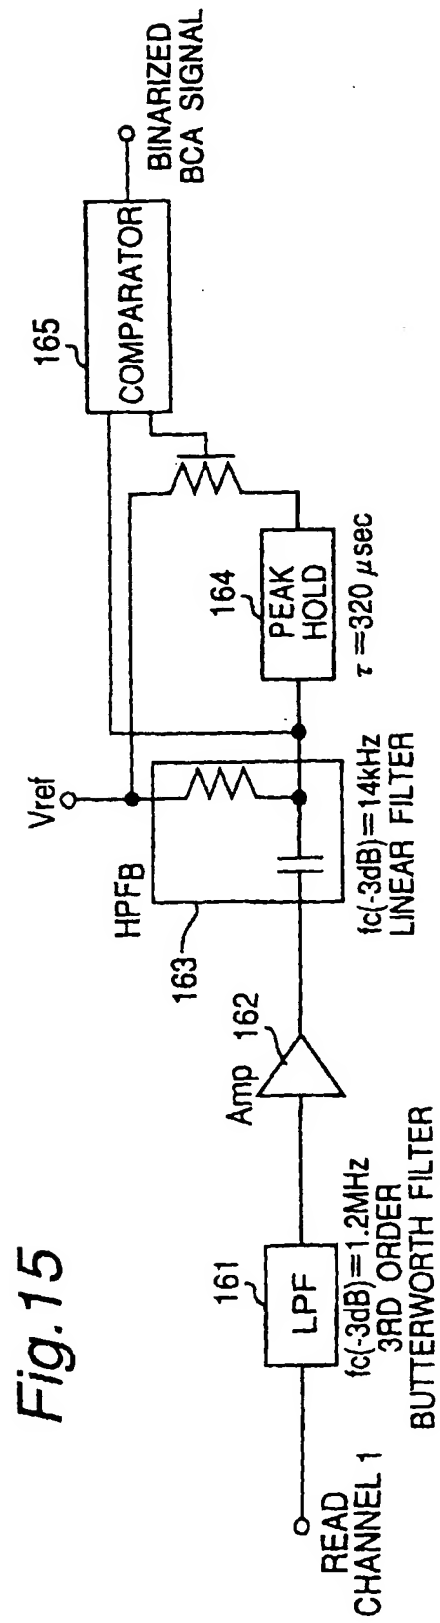 Fig.15
READ
CHANNEL 1
161
LPF
fc(-3dB)=1.2MHz
3RD ORDER
BUTTERWORTH FILTER
Amp
162
163
HPFB
Vref
fc(-3dB)=14kHz
LINEAR FILTER
164
PEAK
HOLD
τ=320 μsec
165
COMPARATOR
BINARIZED
BCA SIGNAL